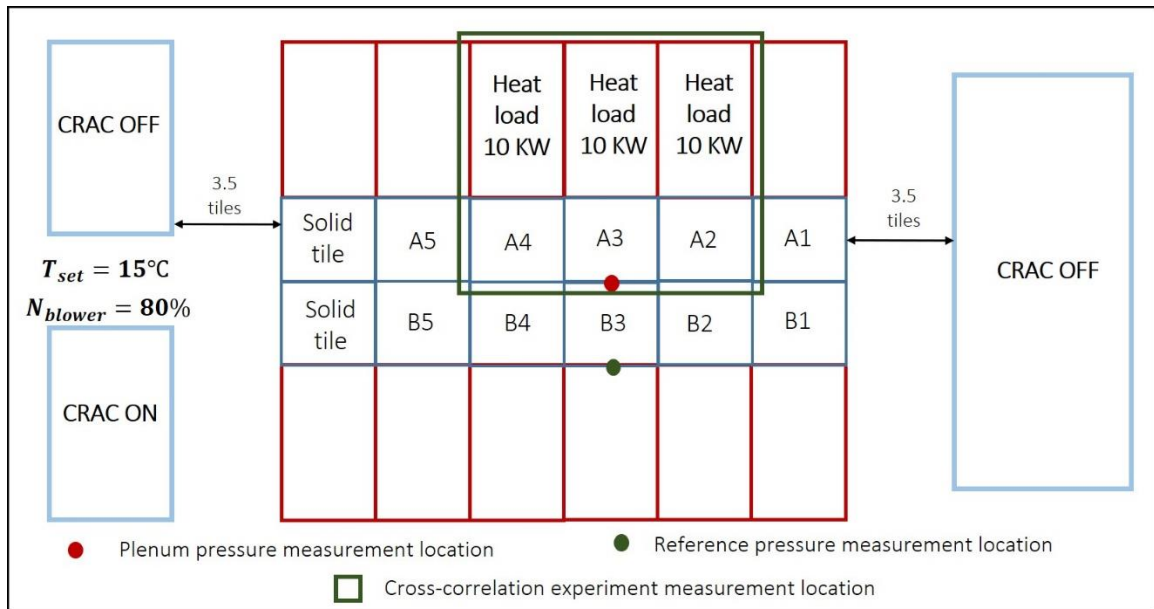 CRAC OFF
Heat
load
10 KW
Heat
load
10 KW
Heat
load
10 KW
3.5
tiles
Solid
tile
A5
A4
A3
A2
A1
3.5
tiles
CRAC OFF
T_set = 15°C
N_blower = 80%
Solid
tile
B5
B4
B3
B2
B1
CRAC ON
Plenum pressure measurement location
Reference pressure measurement location
Cross-correlation experiment measurement location